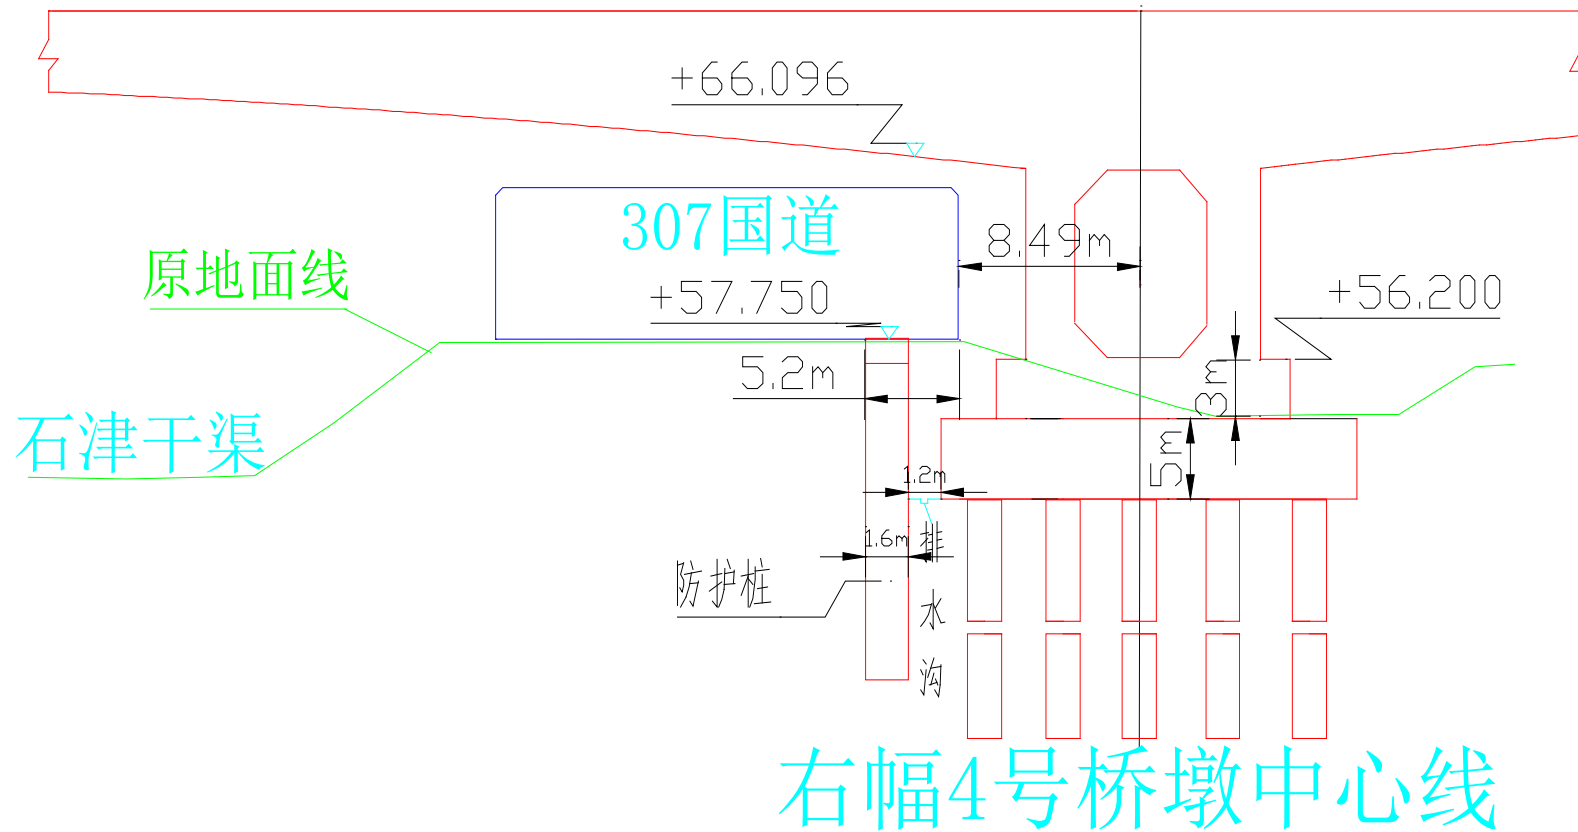 +66.096
307国道
8.49m
原地面线
+57.750
+56.200
5.2m
3m
石津干渠
5m
1.2m
1.6m
排水沟
防护桩
右幅4号桥墩中心线